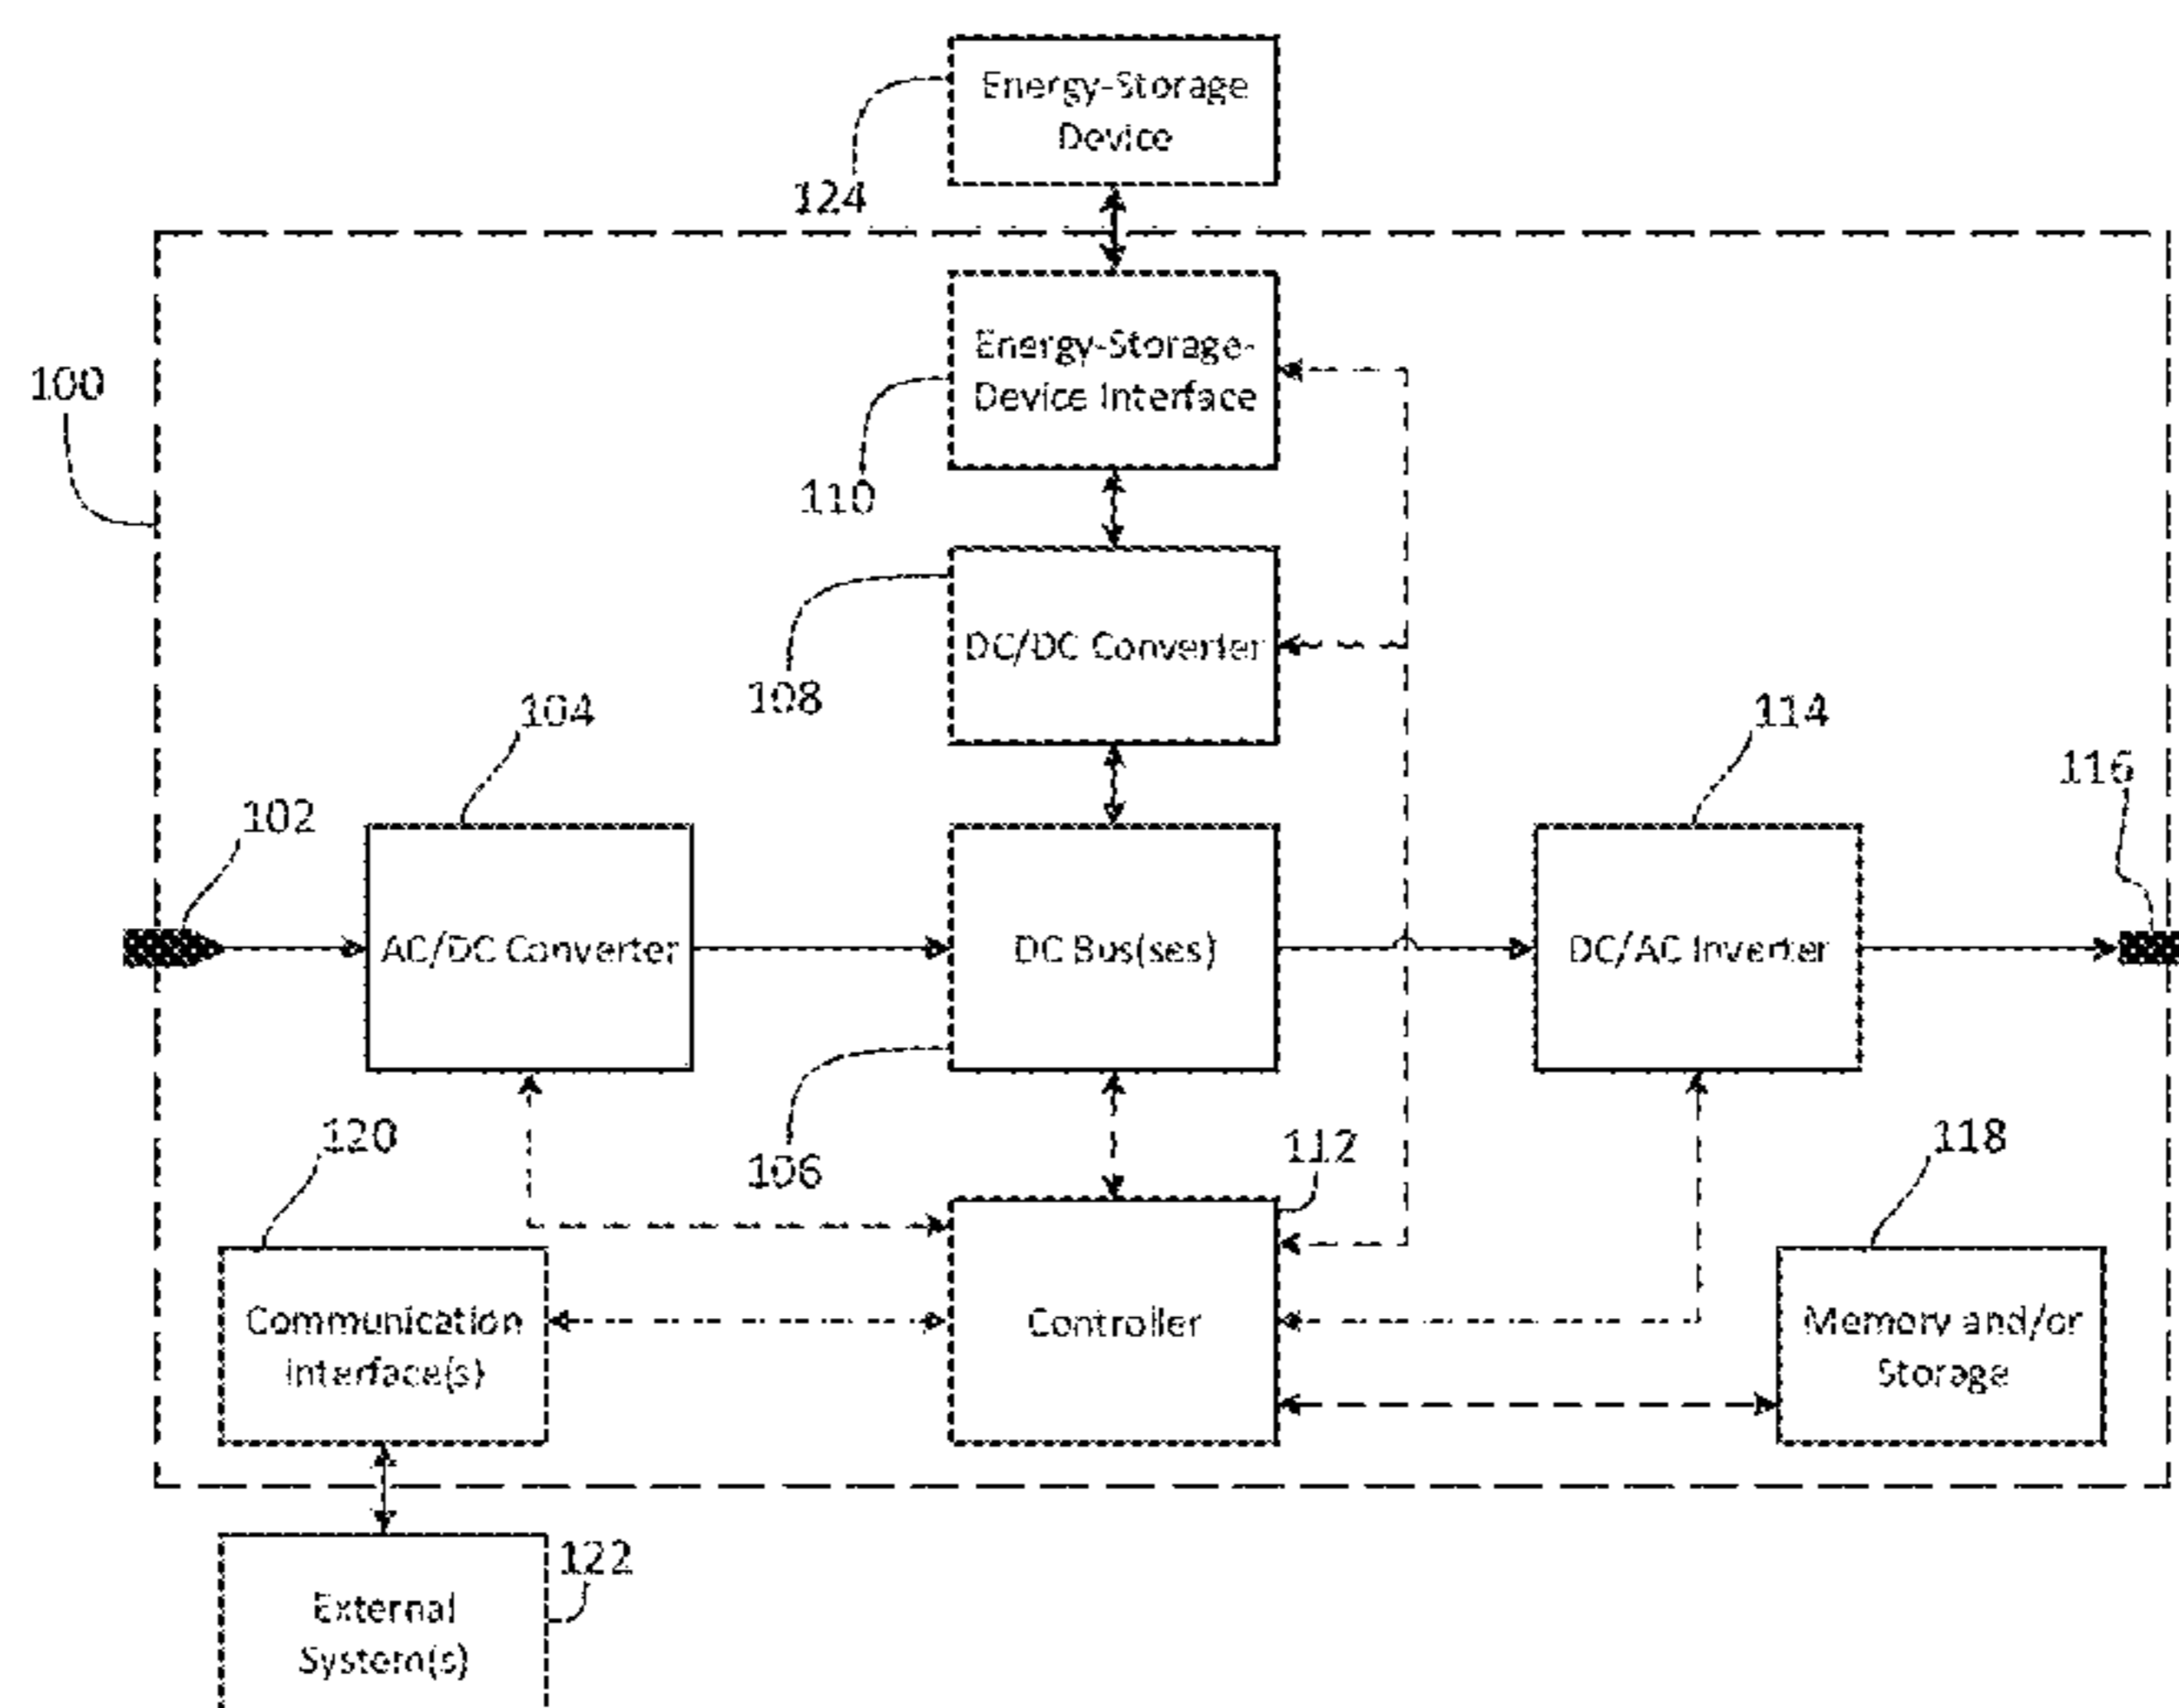 Energy-Storage
Device
124
Energy-Storage-
Device Interface
100
110
DC/DC Converter
108
104
114
116
102
AC/DC Converter
DC Bus(ses)
DC/AC Inverter
120
106
112
118
Communication
Interface(s)
Controller
Memory and/or
Storage
122
External
System(s)